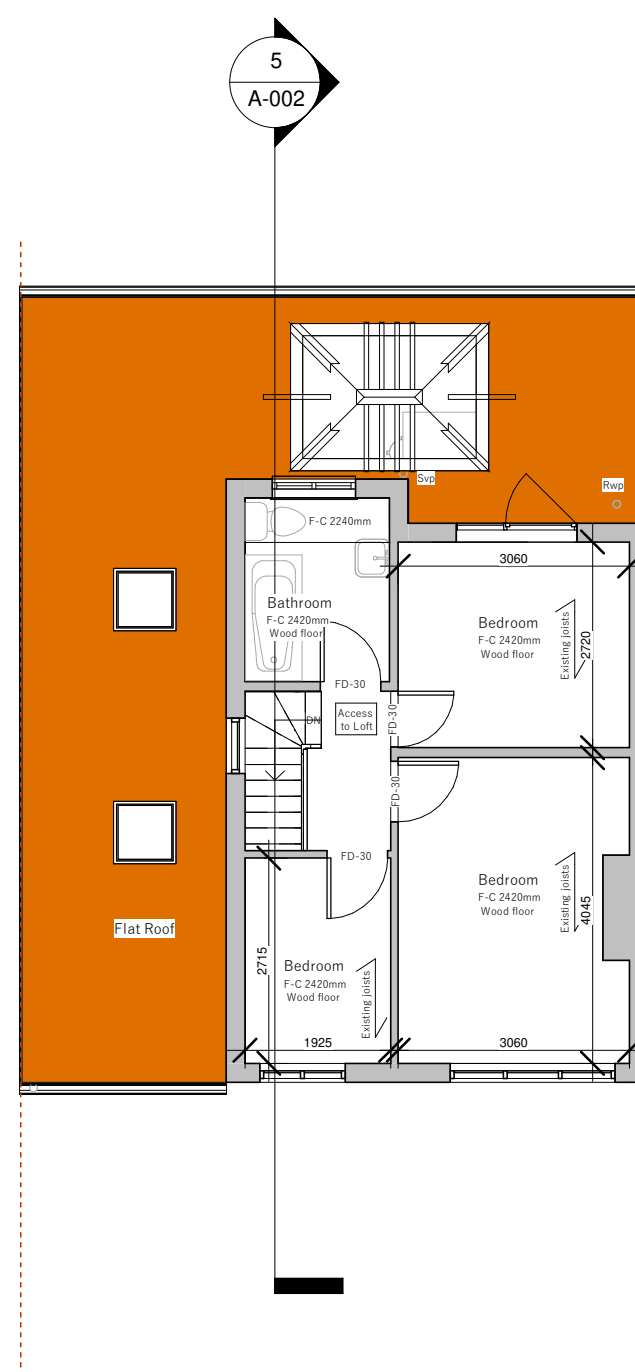 5
A-002
Svp
Rwp
F-C 2240mm
3060
Bathroom
F-C 2420mm
Wood floor
Bedroom
F-C 2420mm
Wood floor
Existing joists
2720
FD-30
DN
Access
to Loft
FD-30
FD-30
FD-30
Bedroom
F-C 2420mm
Wood floor
Existing joists
4045
Flat Roof
2715
Bedroom
F-C 2420mm
Wood floor
Existing joists
1925
3060